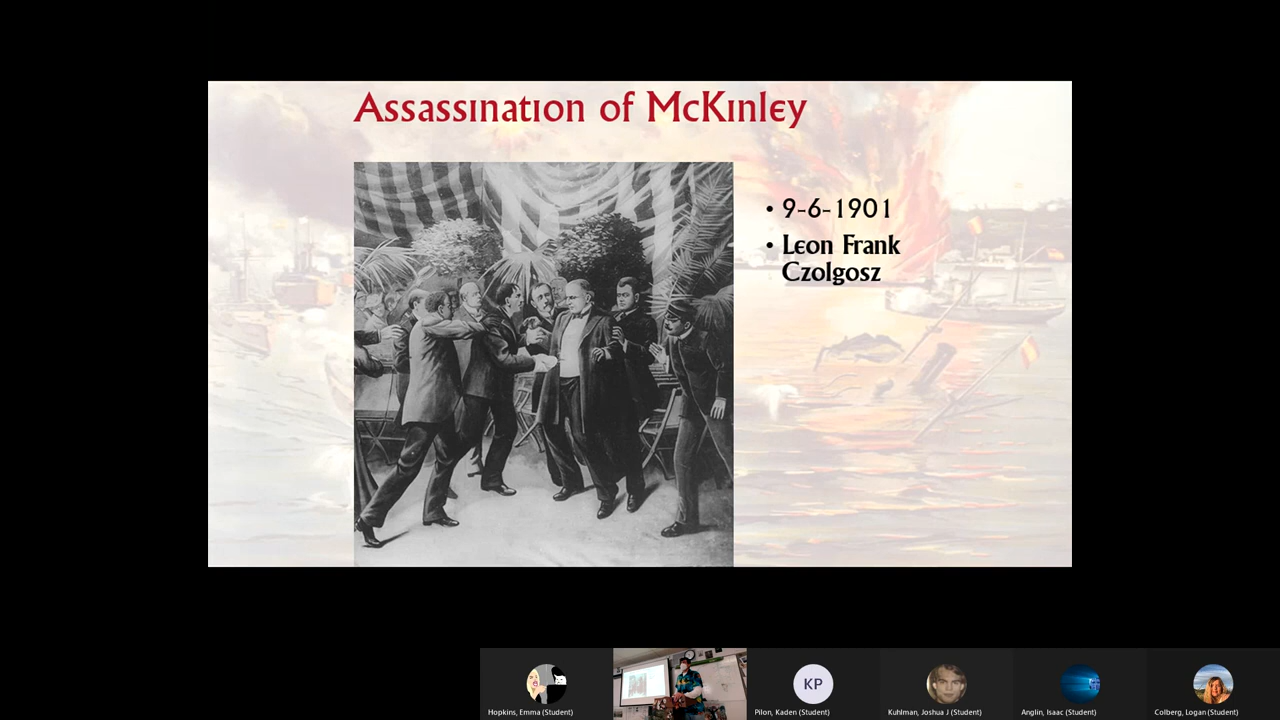 Assassination of McKinley
• 9-6-1901
• Leon Frank
Czolgosz
KP
Hopkins, Emma (Student)
Pilon, Kaden (Student)
Kuhlman, Joshua J (Student)
Anglin, Isaac (Student)
Colberg, Logan (Student)